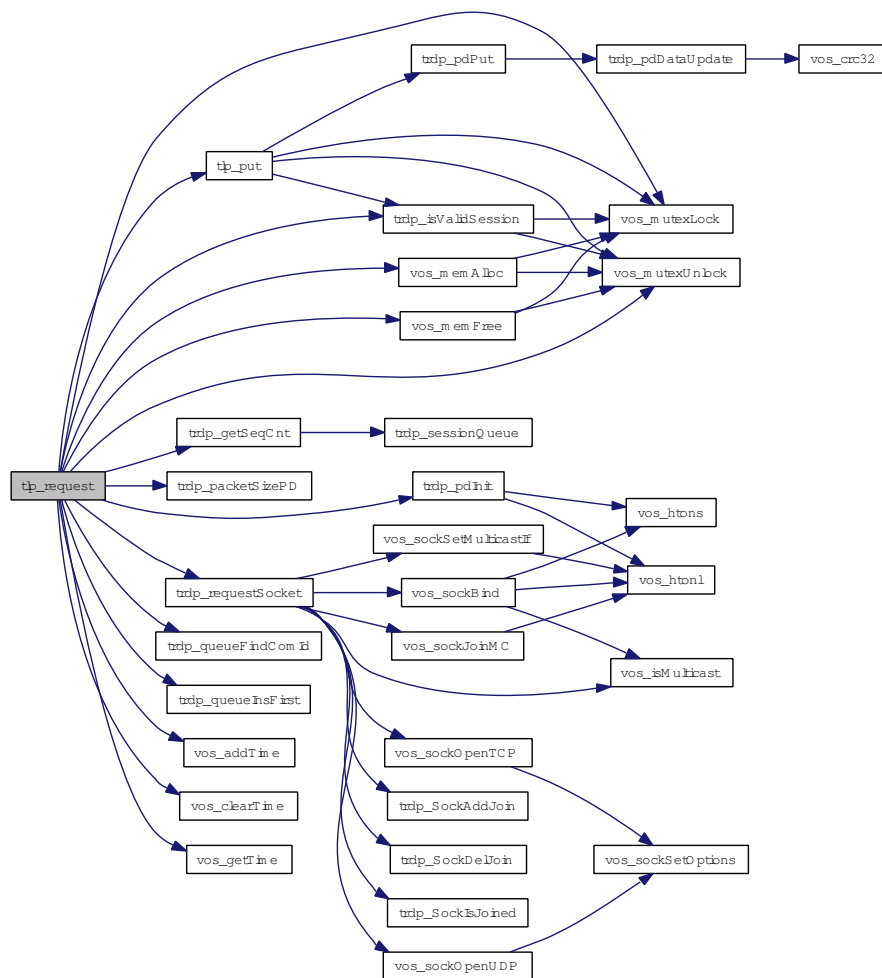 trdp_pdPut
trdp_pdDataUpdate
vos_crc32
tlp_put
trdp_isValidSession
vos_mutexLock
vos_memAlloc
vos_mutexUnlock
vos_memFree
trdp_getSeqCnt
trdp_sessionQueue
tlp_request
trdp_packetSizePD
trdp_pdInit
vos_htons
vos_sockSetMulticastIf
vos_htonl
trdp_requestSocket
vos_sockBind
trdp_queueFindComId
vos_sockJoinMC
vos_isMulticast
trdp_queueInsFirst
vos_addTime
vos_sockOpenTCP
vos_clearTime
trdp_SockAddJoin
vos_getTime
trdp_SockDelJoin
vos_sockSetOptions
trdp_SockIsJoined
vos_sockOpenUDP